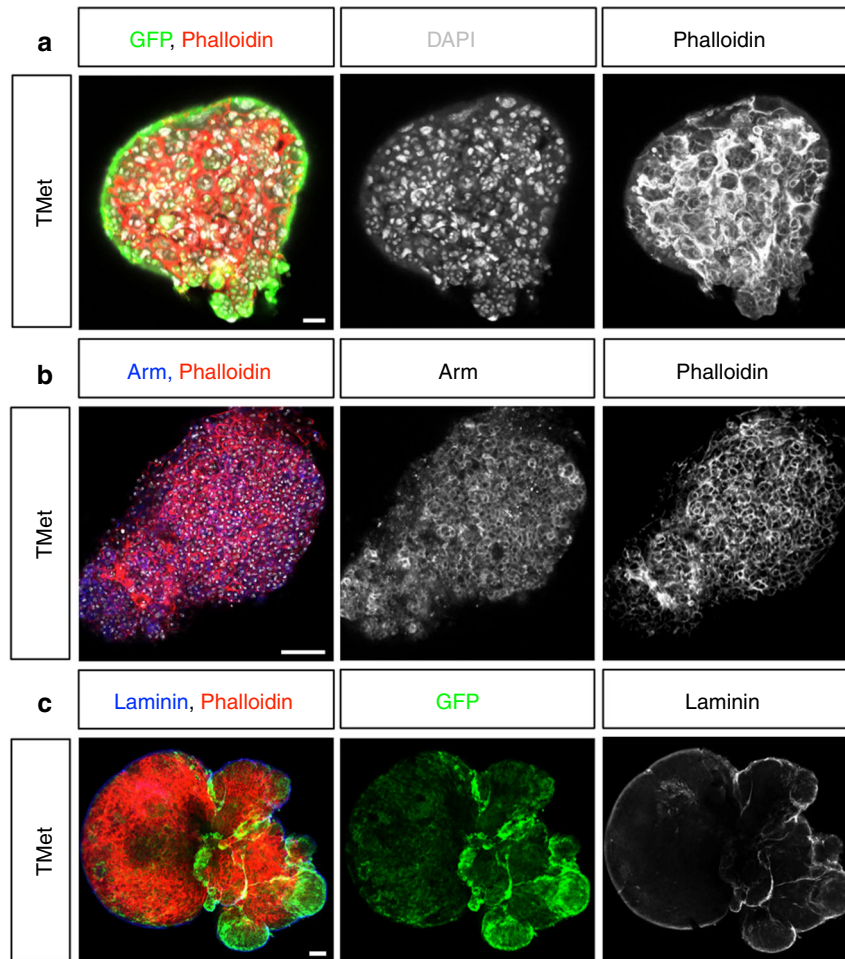 a
GFP, Phalloidin
DAPI
Phalloidin
TMet
b
Arm, Phalloidin
Arm
Phalloidin
TMet
c
Laminin, Phalloidin
GFP
Laminin
TMet